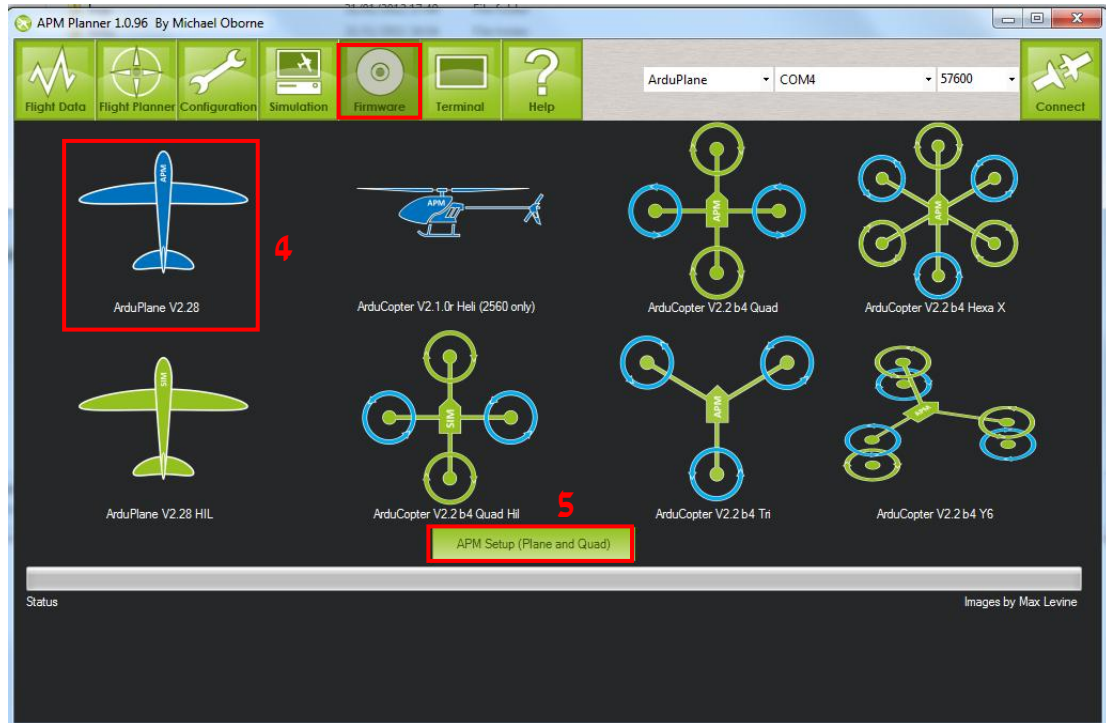 APM Planner 1.0.96 By Michael Oborne
Flight Data Flight Planner Configuration Simulation Firmware Terminal Help ArduPlane COM4 57600 Connect
APM APM APM APM
4
ArduPlane V2.28 ArduCopter V2.1.0r Heli (2560 only) ArduCopter V2.2 b4 Quad ArduCopter V2.2 b4 Hexa X
SIM SIM APM APM
ArduPlane V2.28 HIL ArduCopter V2.2 b4 Quad Hil ArduCopter V2.2 b4 Tri ArduCopter V2.2 b4 Y6
5
APM Setup (Plane and Quad)
Status Images by Max Levine